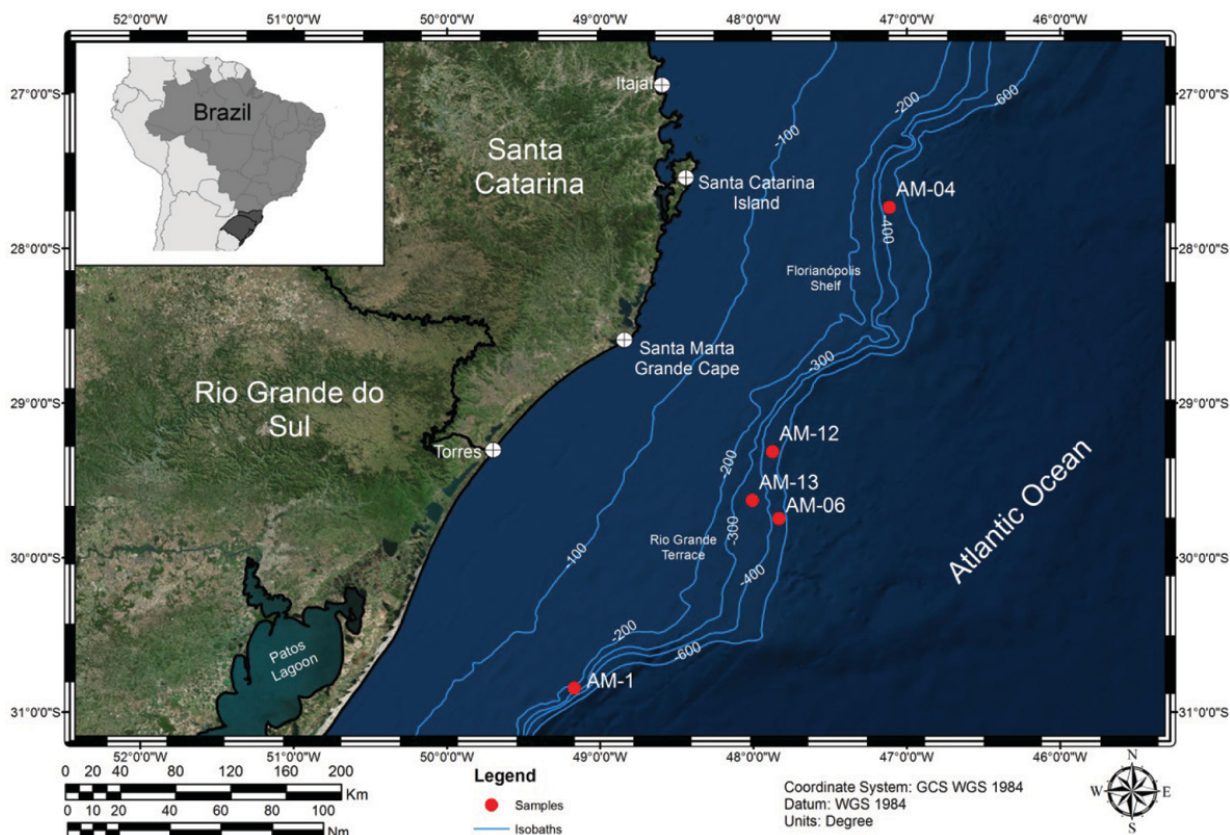 52°0'0"W 51°0'0"W 50°0'0"W 49°0'0"W 48°0'0"W 47°0'0"W 46°0'0"W
Brazil
Itajaí
-200
-600
27°0'0"S
27°0'0"S
-100
Santa
Catarina
Santa Catarina
Island
AM-04
-400
28°0'0"S
28°0'0"S
Florianópolis
Shelf
Santa Marta
Grande Cape
-300
Rio Grande do
Sul
29°0'0"S
29°0'0"S
Torres
AM-12
-200
AM-13
AM-06
-300
Rio Grande
Terrace
-100
-400
Atlantic Ocean
30°0'0"S
30°0'0"S
Patos
Lagoon
-200
-600
AM-1
31°0'0"S
31°0'0"S
52°0'0"W 51°0'0"W 50°0'0"W 49°0'0"W 48°0'0"W 47°0'0"W 46°0'0"W
0 20 40 80 120 160 200
Km
0 10 20 40 60 80 100
Nm
Legend
Samples
Isobaths
Coordinate System: GCS WGS 1984
Datum: WGS 1984
Units: Degree
N
W E
S